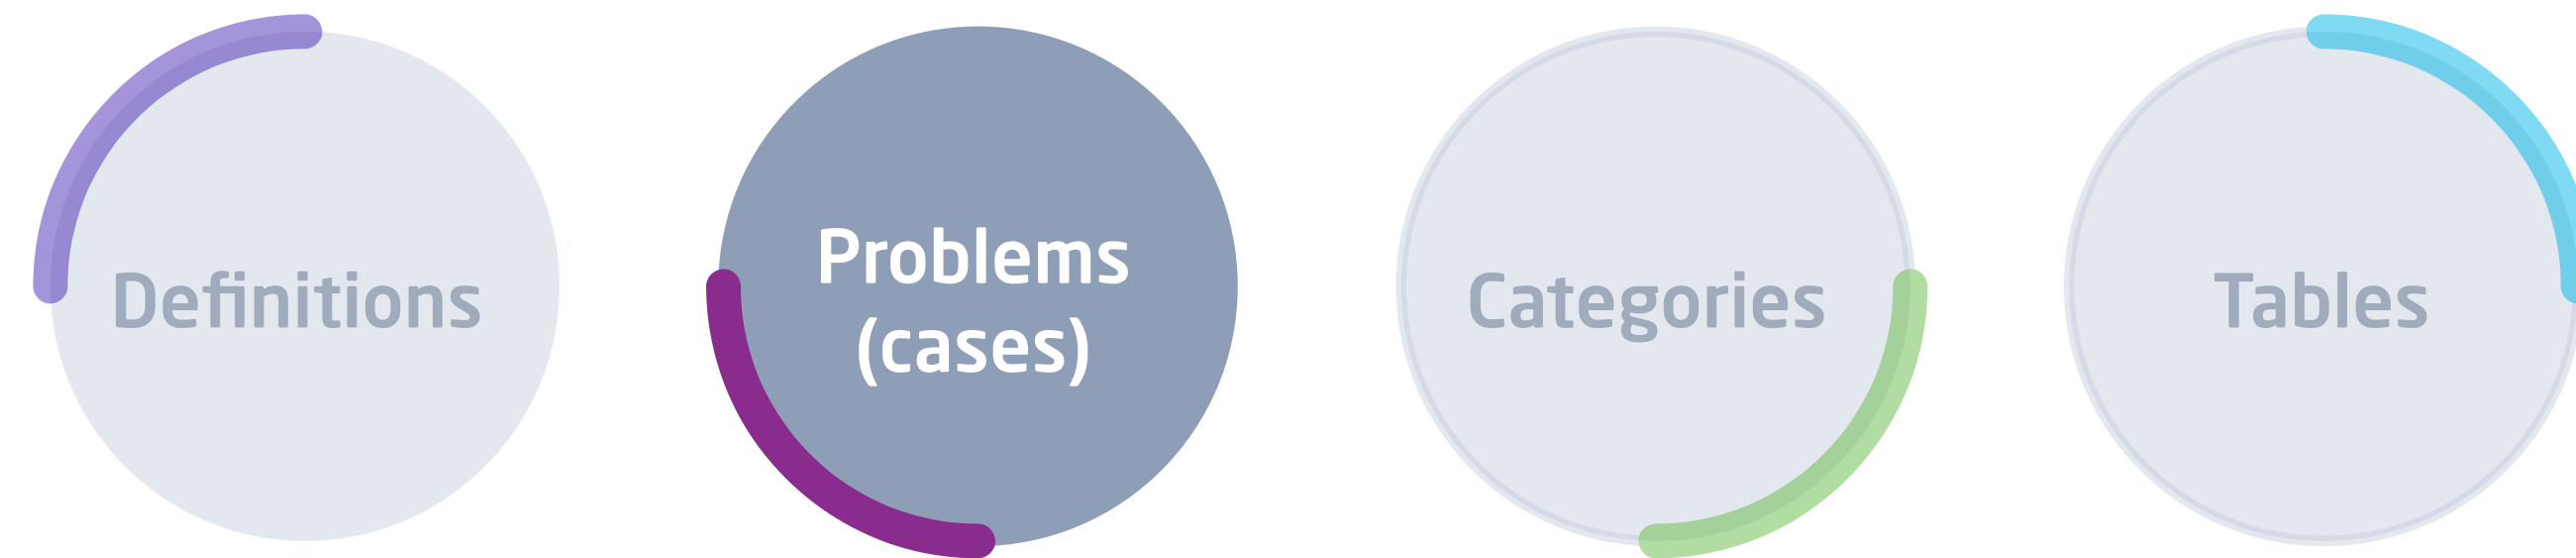 Definitions
Problems
(cases)
Categories
Tables